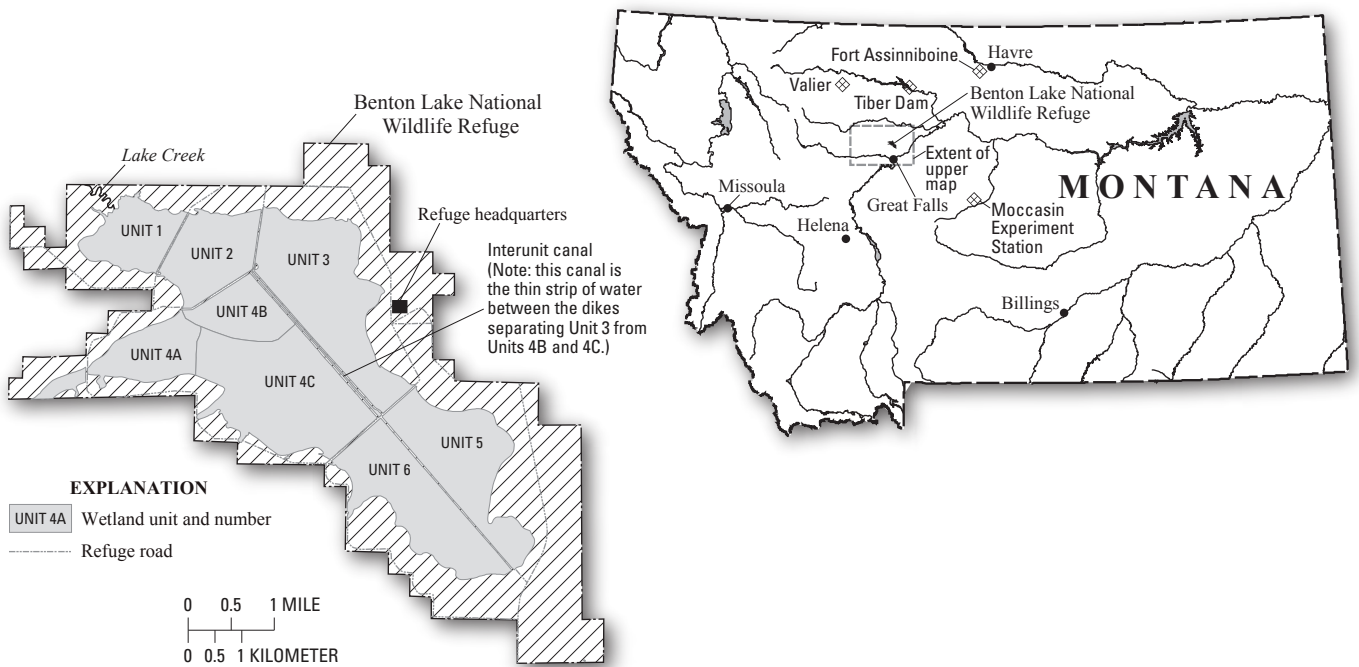 Benton Lake National
Wildlife Refuge
Lake Creek
UNIT 1
UNIT 2
UNIT 3
Refuge headquarters
Interunit canal
(Note: this canal is
the thin strip of water
between the dikes
separating Unit 3 from
Units 4B and 4C.)
UNIT 4B
UNIT 4A
UNIT 4C
UNIT 5
UNIT 6
EXPLANATION
UNIT 4A Wetland unit and number
Refuge road
0 0.5 1 MILE
0 0.5 1 KILOMETER
Fort Assinniboine
Havre
Valier
Tiber Dam
Benton Lake National
Wildlife Refuge
Extent of
upper
map
MONTANA
Missoula
Great Falls
Helena
Moccasin
Experiment
Station
Billings